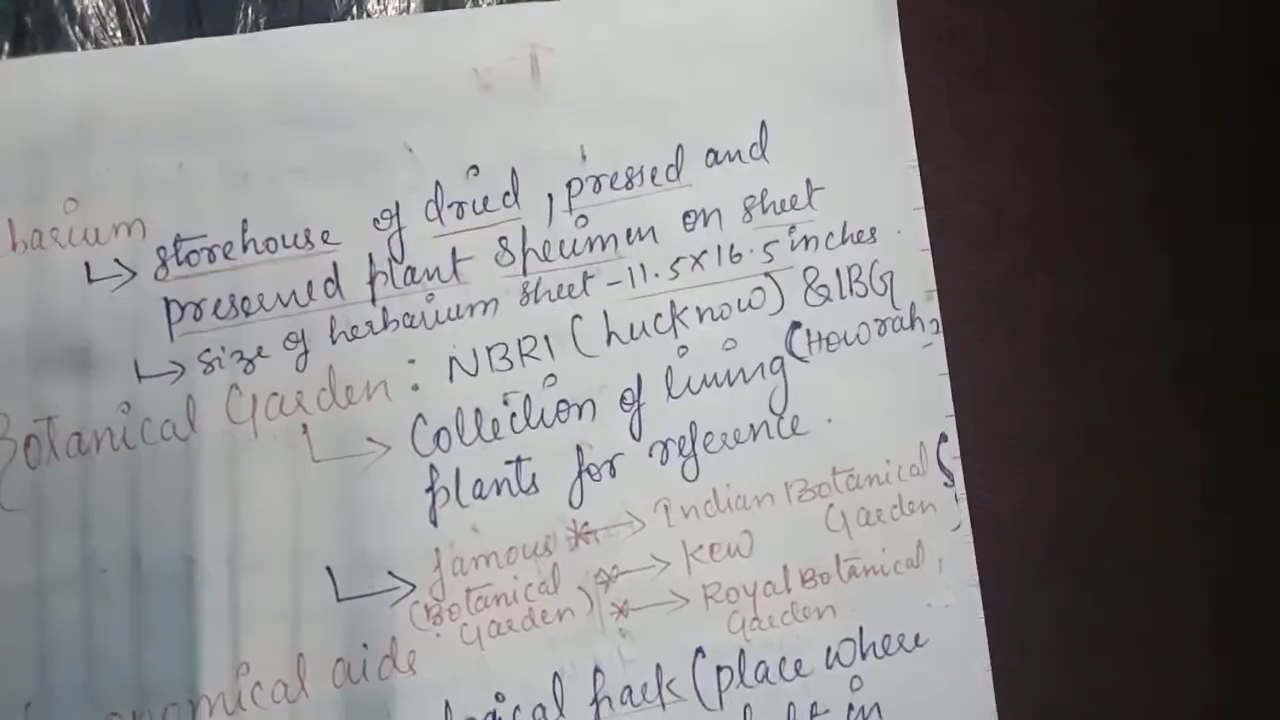 barium
storehouse of dried, pressed and
preserved plant specimen on sheet
size of herbarium sheet - 11.5x16.5 inches.
Botanical Garden: NBRI (Lucknow) & IBG
(Howrah)
Collection of living
plants for reference.
famous Indian Botanical
(Botanical Garden
Garden) Kew
Royal Botanical
Garden
nomical aids
ical park (place where
in